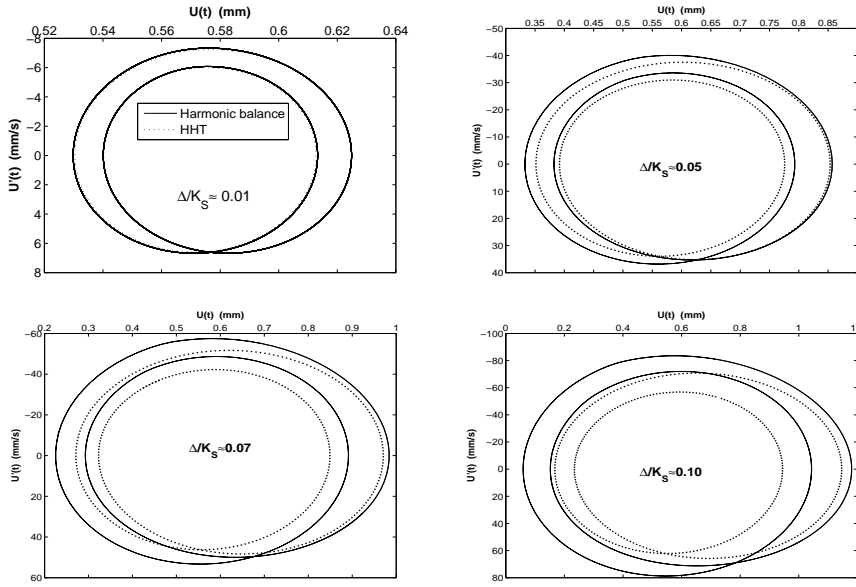 U(t) (mm)
0.52 0.54 0.56 0.58 0.6 0.62 0.64
U'(t) (mm/s)
−8
−6
−4
−2
0
2
4
6
8
Harmonic balance
HHT
Δ/K_S≈ 0.01
U(t) (mm)
0.35 0.4 0.45 0.5 0.55 0.6 0.65 0.7 0.75 0.8 0.85
U'(t) (mm/s)
−50
−40
−30
−20
−10
0
10
20
30
40
Δ/K_S≈0.05
U(t) (mm)
0.2 0.3 0.4 0.5 0.6 0.7 0.8 0.9 1
U'(t) (mm/s)
−60
−40
−20
0
20
40
60
Δ/K_S≈0.07
U(t) (mm)
0 0.2 0.4 0.6 0.8 1
U'(t) (mm/s)
−100
−80
−60
−40
−20
0
20
40
60
80
Δ/K_S≈0.10